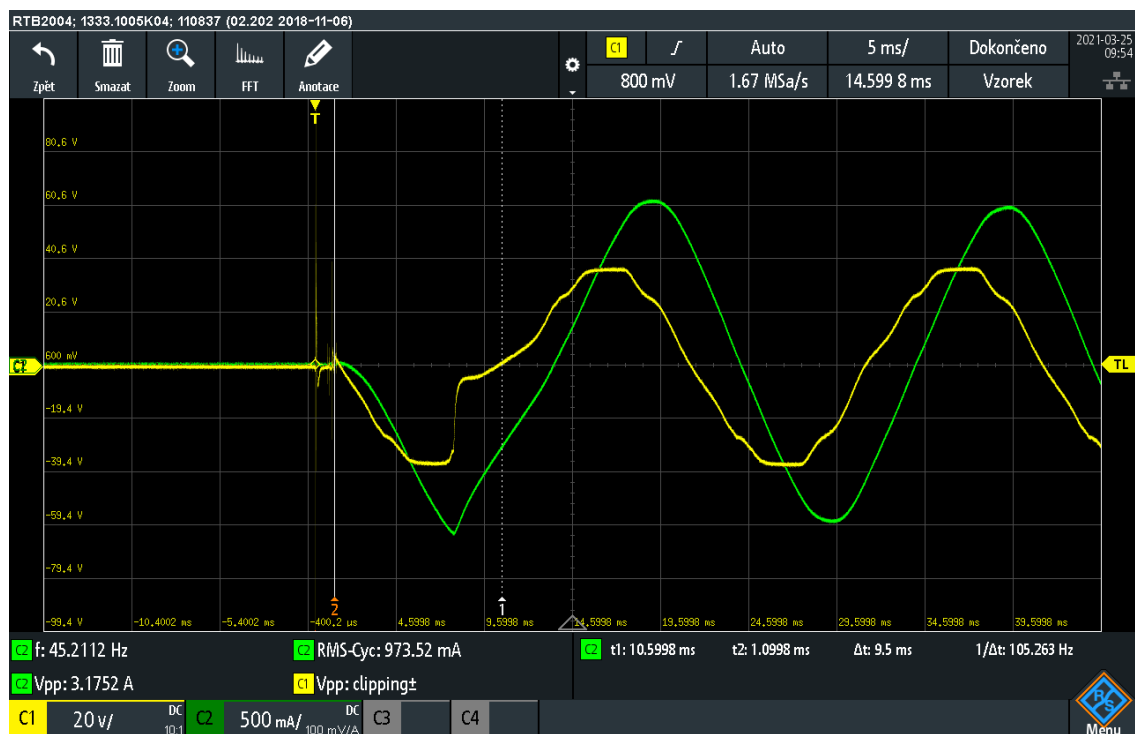 RTB2004; 1333.1005K04; 110837 (02.202 2018-11-06)
Zpět
Smazat
Zoom
FFT
Anotace
C1
Auto
5 ms/
Dokončeno
2021-03-25
09:54
800 mV
1.67 MSa/s
14.599 8 ms
Vzorek
T
80.6 V
60.6 V
40.6 V
20.6 V
600 mV
TL
-19.4 V
-39.4 V
-59.4 V
-79.4 V
-99.4 V
2
1
-10.4002 ms
-5.4002 ms
-400.2 µs
4.5998 ms
9.5998 ms
14.5998 ms
19.5998 ms
24.5998 ms
29.5998 ms
34.5998 ms
39.5998 ms
C2 f: 45.2112 Hz
C2 RMS-Cyc: 973.52 mA
C2 t1: 10.5998 ms t2: 1.0998 ms Δt: 9.5 ms 1/Δt: 105.263 Hz
C2 Vpp: 3.1752 A
C1 Vpp: clipping±
C1 20 V/ DC 10:1
C2 500 mA/ DC 100 mV/A
C3
C4
R&S
Menu